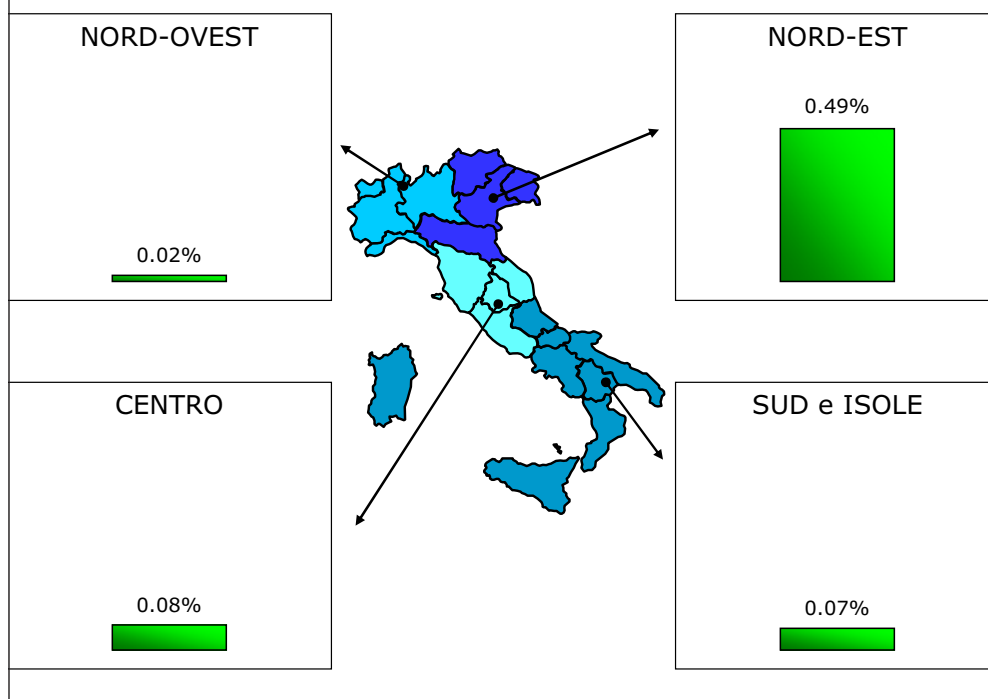 NORD-OVEST
0.02%
NORD-EST
0.49%
CENTRO
0.08%
SUD e ISOLE
0.07%